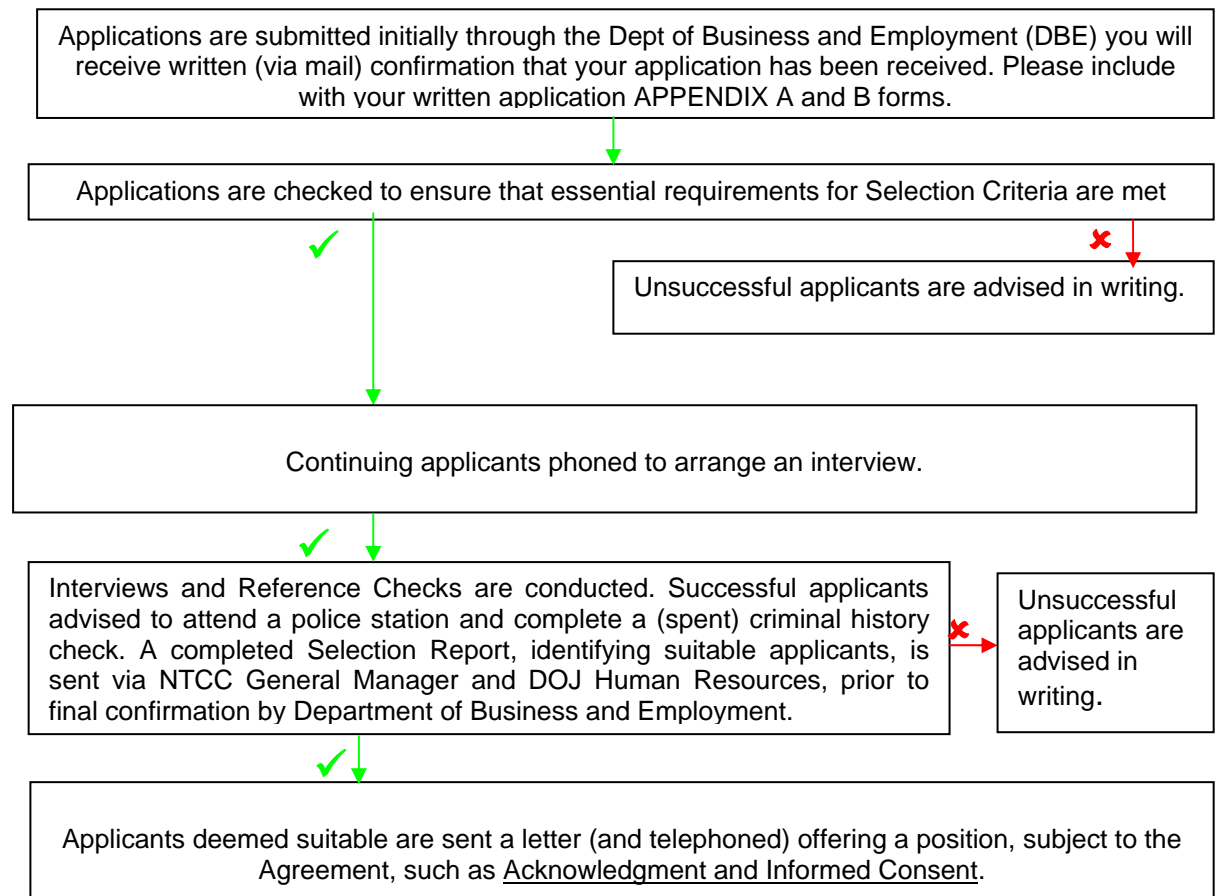 Applications are submitted initially through the Dept of Business and Employment (DBE) you will
receive written (via mail) confirmation that your application has been received. Please include
with your written application APPENDIX A and B forms.
Applications are checked to ensure that essential requirements for Selection Criteria are met
Unsuccessful applicants are advised in writing.
Continuing applicants phoned to arrange an interview.
Interviews and Reference Checks are conducted. Successful applicants
advised to attend a police station and complete a (spent) criminal history
check. A completed Selection Report, identifying suitable applicants, is
sent via NTCC General Manager and DOJ Human Resources, prior to
final confirmation by Department of Business and Employment.
Unsuccessful
applicants are
advised in
writing.
Applicants deemed suitable are sent a letter (and telephoned) offering a position, subject to the
Agreement, such as Acknowledgment and Informed Consent.